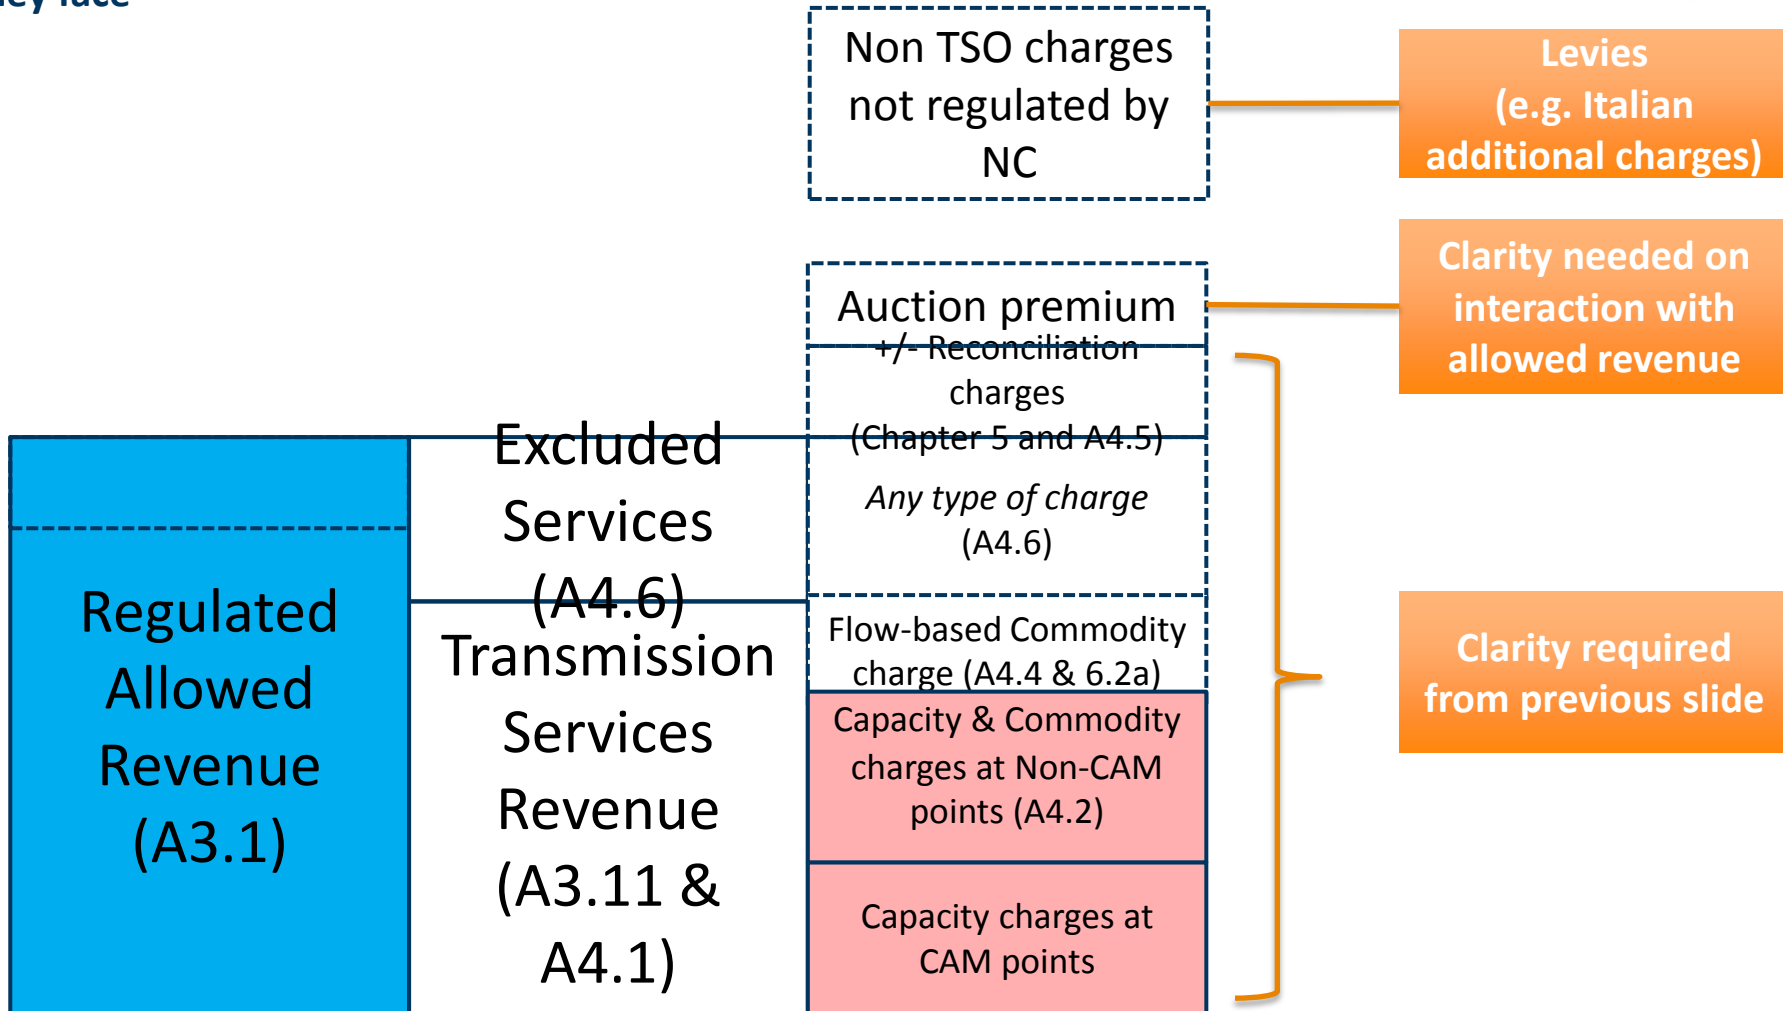 Non TSO charges
not regulated by
NC
Levies
(e.g. Italian
additional charges)
Auction premium
Clarity needed on
interaction with
allowed revenue
+/- Reconciliation
charges
(Chapter 5 and A4.5)
Regulated
Allowed
Revenue
(A3.1)
Excluded
Services
(A4.6)
Transmission
Services
Revenue
(A3.11 &
A4.1)
Any type of charge
(A4.6)
Flow-based Commodity
charge (A4.4 & 6.2a)
Capacity & Commodity
charges at Non-CAM
points (A4.2)
Capacity charges at
CAM points
Clarity required
from previous slide